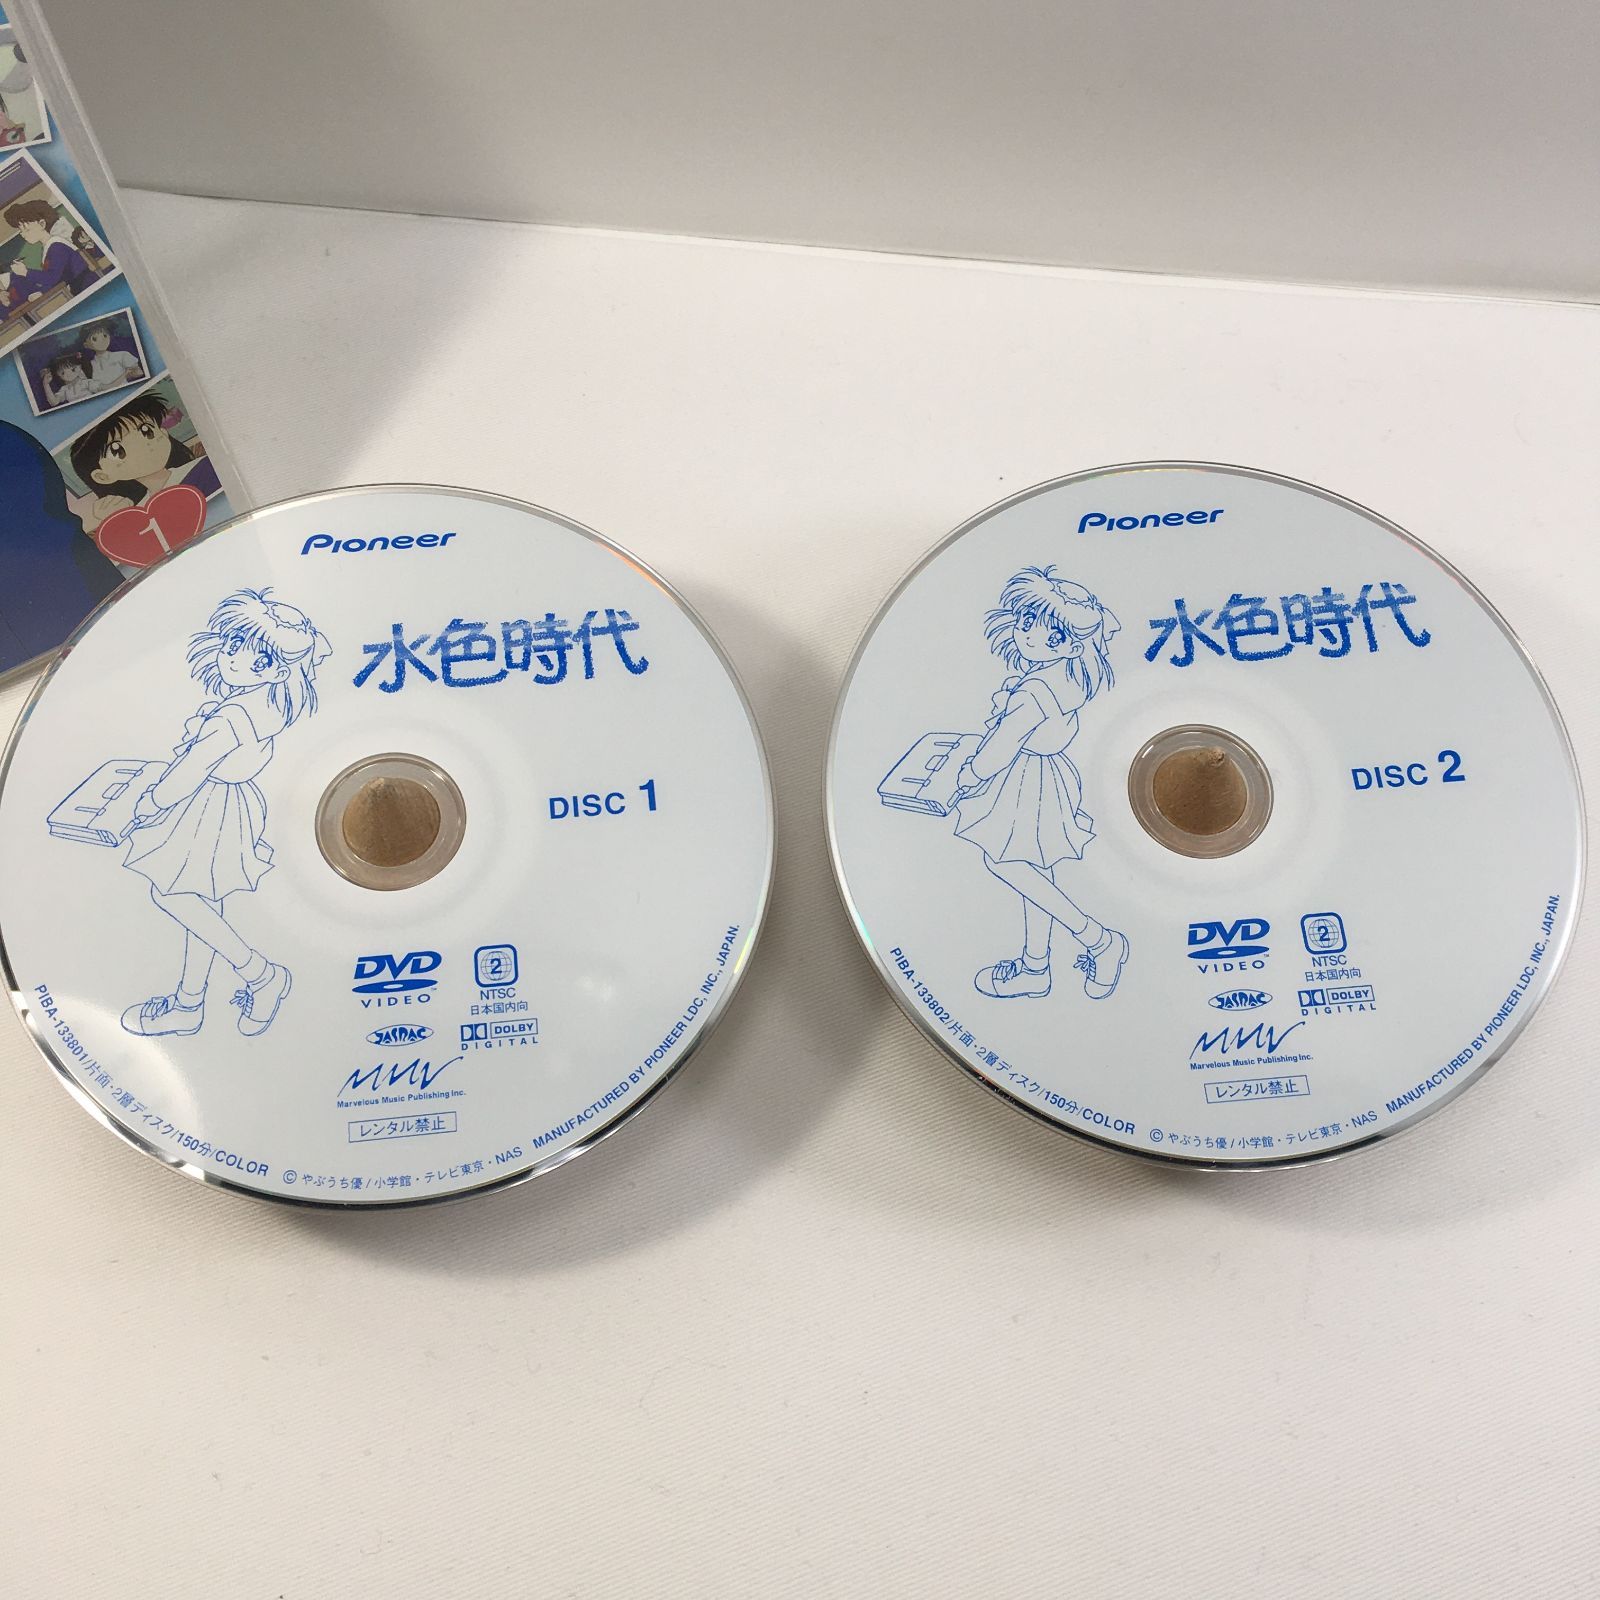 1
Pioneer
水色時代
DISC 1
DVD
VIDEO
2
NTSC
日本国内向
JASRAC
DOLBY
DIGITAL
Marvelous Music Publishing Inc.
レンタル禁止
PIBA-133801/片面・2層ディスク/150分/COLOR
© やぶうち優/小学館・テレビ東京・NAS
MANUFACTURED BY PIONEER LDC, INC., JAPAN.
Pioneer
水色時代
DISC 2
DVD
VIDEO™
2
NTSC
日本国内向
JASRAC
DOLBY
DIGITAL
Marvelous Music Publishing Inc.
レンタル禁止
PIBA-133802/片面・2層ディスク/150分/COLOR
© やぶうち優/小学館・テレビ東京・NAS
MANUFACTURED BY PIONEER LDC, INC., JAPAN.